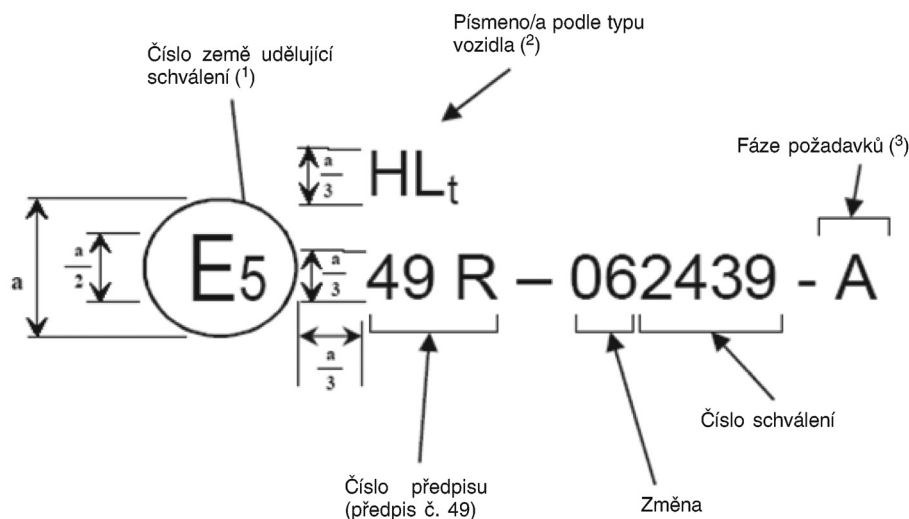 Písmeno/a podle typu
vozidla (²)
Číslo země udělující
schválení (¹)
Fáze požadavků (³)
a
3
HLt
a
a
2
E5
a
3
49 R – 062439 - A
a
3
Číslo schválení
Číslo předpisu
(předpis č. 49)
Změna